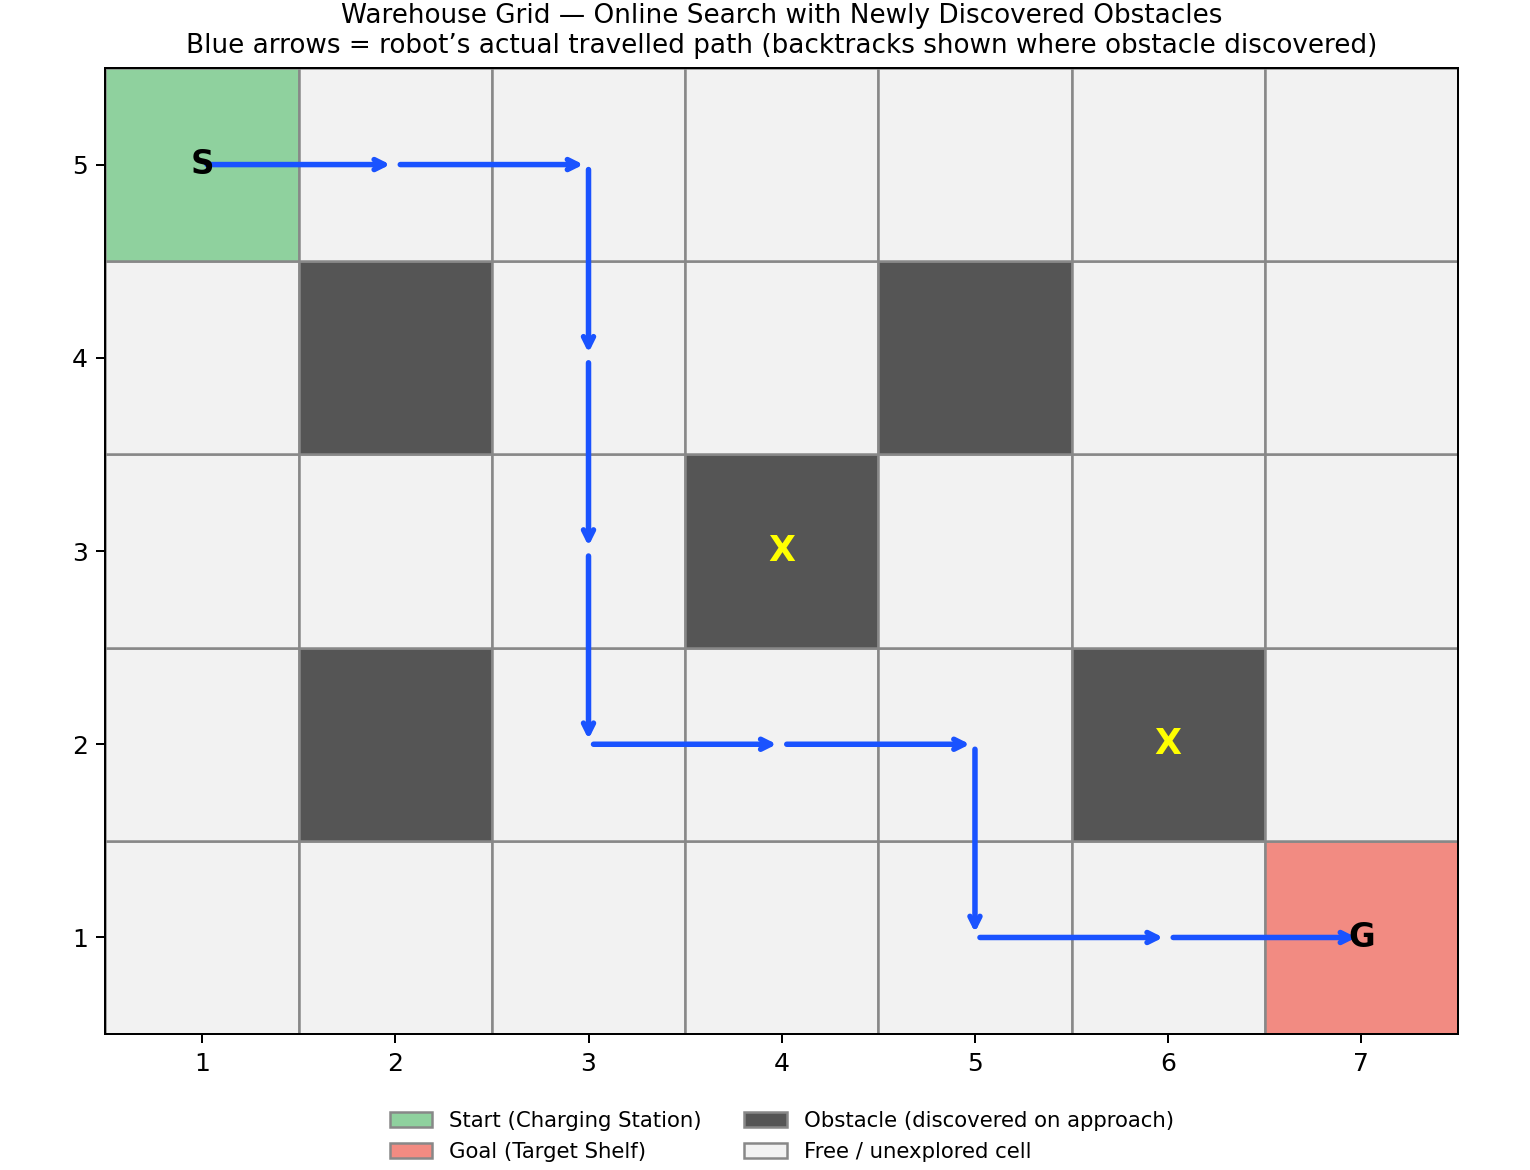 Warehouse Grid — Online Search with Newly Discovered Obstacles
Blue arrows = robot’s actual travelled path (backtracks shown where obstacle discovered)
S
5
4
3
X
2
X
1
G
1 2 3 4 5 6 7
Start (Charging Station)
Obstacle (discovered on approach)
Goal (Target Shelf)
Free / unexplored cell